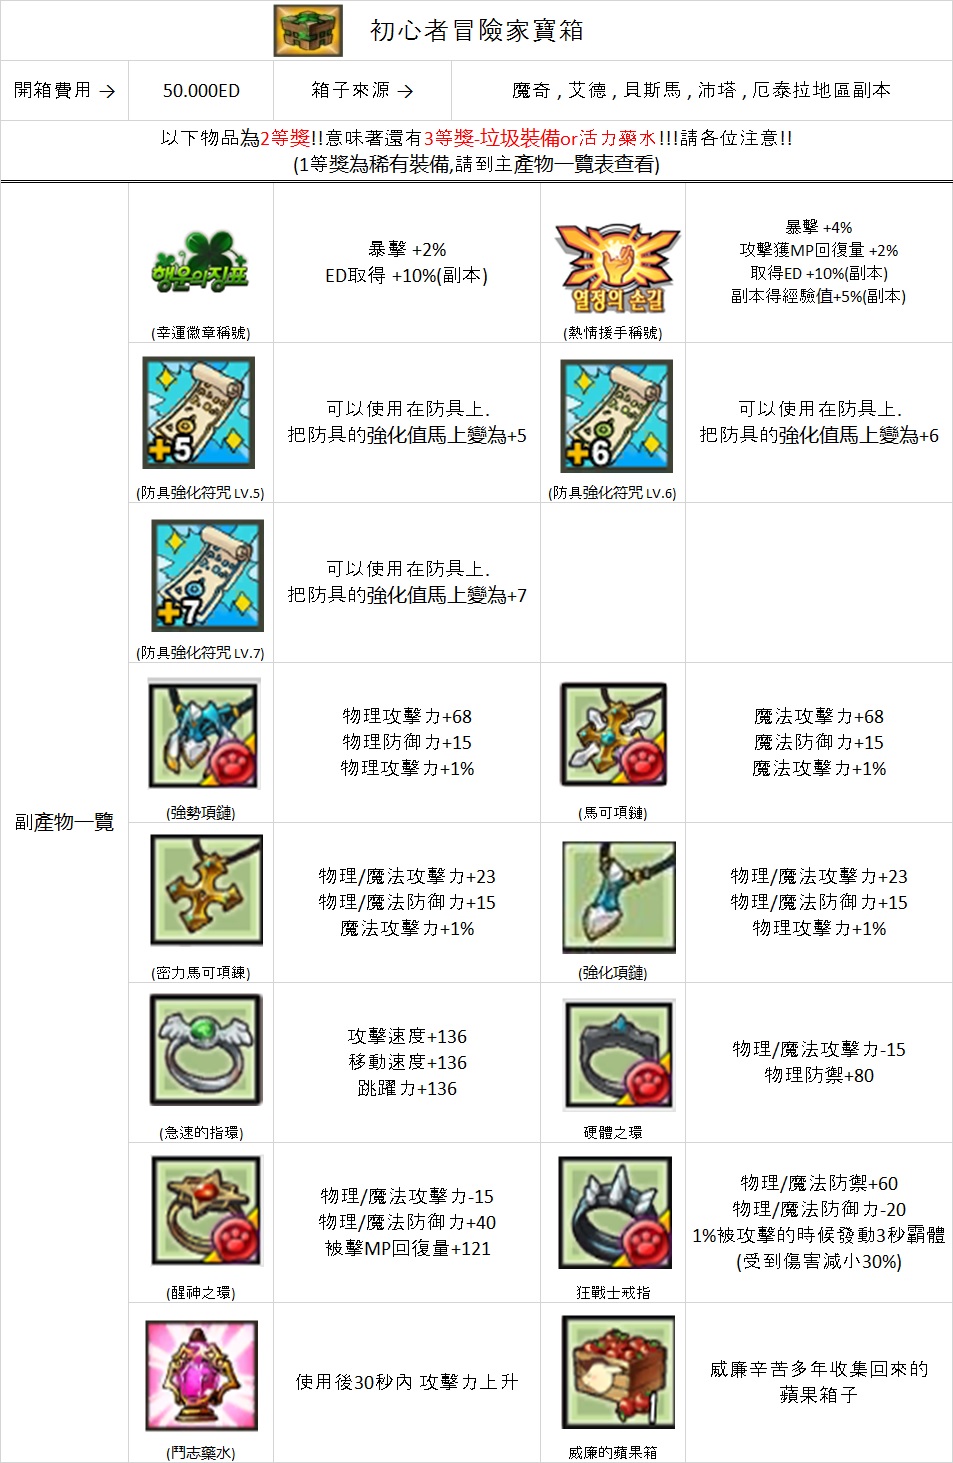 初心者冒險家寶箱
開箱費用 → 50.000ED 箱子來源 → 魔奇 , 艾德 , 貝斯馬 , 沛塔 , 厄泰拉地區副本
以下物品為2等獎!!意味著還有3等獎-垃圾裝備or活力藥水!!!請各位注意!!
(1等獎為稀有裝備,請到主產物一覽表查看)
副產物一覽
행운의징표
(幸運徽章稱號)
暴擊 +2%
ED取得 +10%(副本)
열정의 손길
(熱情援手稱號)
暴擊 +4%
攻擊獲MP回復量 +2%
取得ED +10%(副本)
副本得經驗值+5%(副本)
+5
(防具強化符咒 LV.5)
可以使用在防具上.
把防具的強化值馬上變為+5
+6
(防具強化符咒 LV.6)
可以使用在防具上.
把防具的強化值馬上變為+6
+7
(防具強化符咒 LV.7)
可以使用在防具上.
把防具的強化值馬上變為+7
(強勢項鏈)
物理攻擊力+68
物理防御力+15
物理攻擊力+1%
(馬可項鏈)
魔法攻擊力+68
魔法防御力+15
魔法攻擊力+1%
(密力馬可項鍊)
物理/魔法攻擊力+23
物理/魔法防御力+15
魔法攻擊力+1%
(強化項鏈)
物理/魔法攻擊力+23
物理/魔法防御力+15
物理攻擊力+1%
(急速的指環)
攻擊速度+136
移動速度+136
跳躍力+136
硬體之環
物理/魔法攻擊力-15
物理防禦+80
(醒神之環)
物理/魔法攻擊力-15
物理/魔法防御力+40
被擊MP回復量+121
狂戰士戒指
物理/魔法防禦+60
物理/魔法防御力-20
1%被攻擊的時候發動3秒霸體
(受到傷害減小30%)
(鬥志藥水)
使用後30秒內 攻擊力上升
威廉的蘋果箱
威廉辛苦多年收集回來的
蘋果箱子